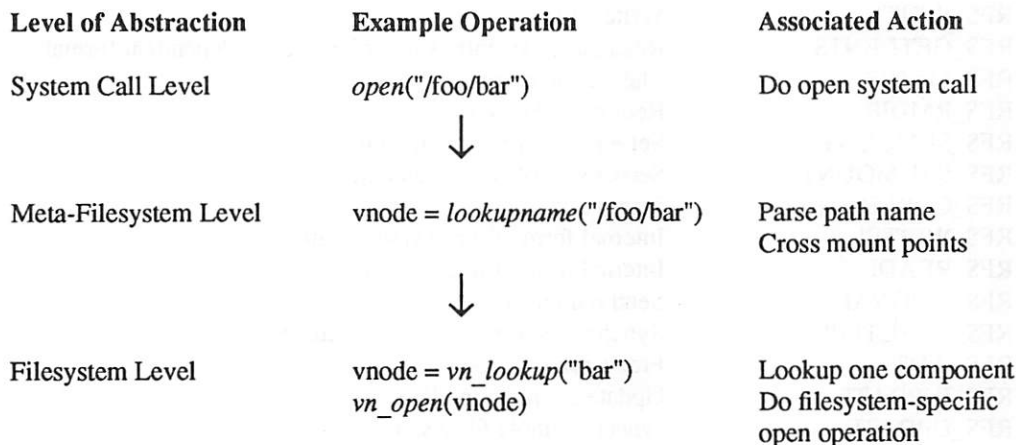 Level of Abstraction Example Operation Associated Action
System Call Level open("/foo/bar") Do open system call
Meta-Filesystem Level vnode = lookupname("/foo/bar") Parse path name
Cross mount points
Filesystem Level vnode = vn_lookup("bar") Lookup one component
vn_open(vnode) Do filesystem-specific
open operation